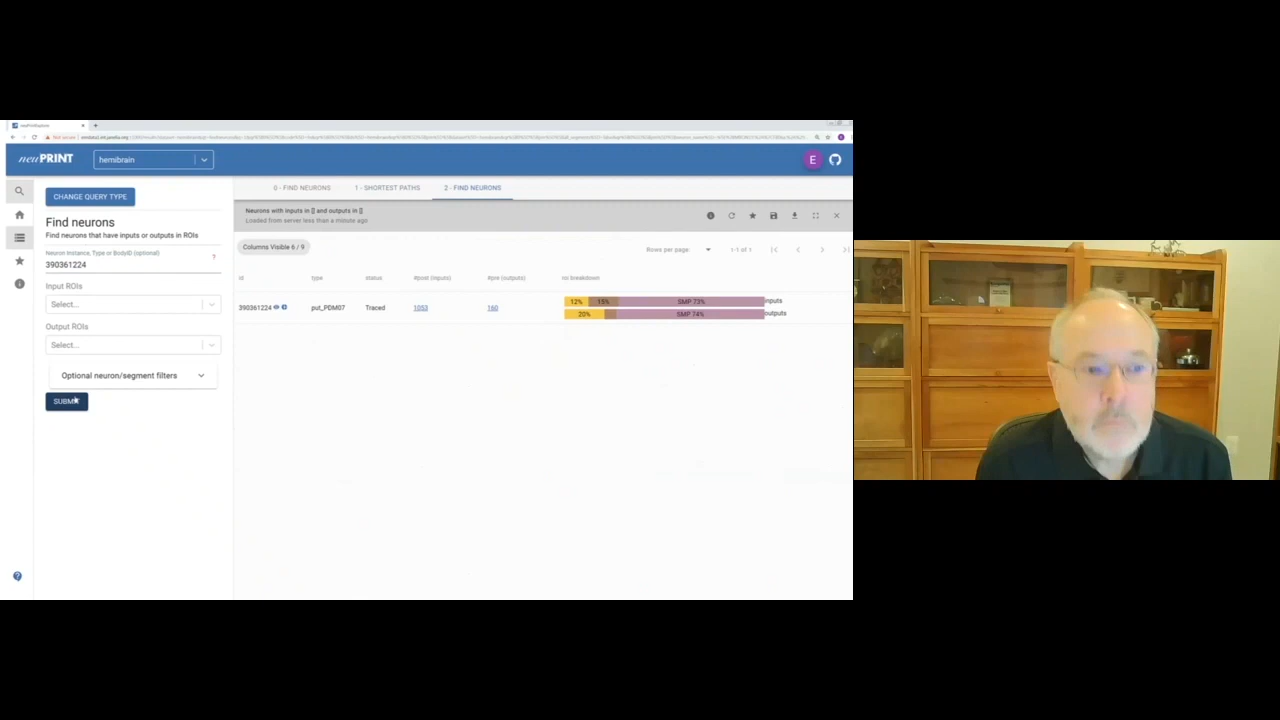 neuPRINT
hemibrain
E
CHANGE QUERY TYPE
Find neurons
Find neurons that have inputs or outputs in ROIs
Neuron Instance, Type or BodyID (optional)
390361224
?
Input ROIs
Select...
Output ROIs
Select...
Optional neuron/segment filters
SUBMIT
0 - FIND NEURONS
1 - SHORTEST PATHS
2 - FIND NEURONS
Neurons with inputs in [] and outputs in []
Loaded from server less than a minute ago
Columns Visible 6 / 9
Rows per page:
1-1 of 1
id type status #post (inputs) #pre (outputs) roi breakdown
390361224 put_PDM07 Traced 1053 160
12% 15% SMP 73% inputs
20% SMP 74% outputs